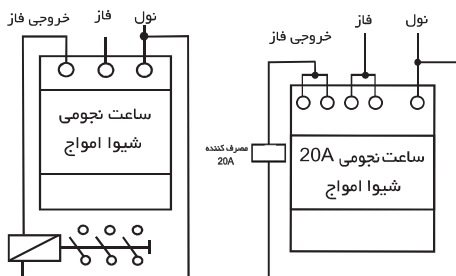 نول
فاز
خروجی فاز
ساعت نجومی 20A
شیوا امواج
مصرف کننده
20A
نول
فاز
خروجی فاز
ساعت نجومی
شیوا امواج